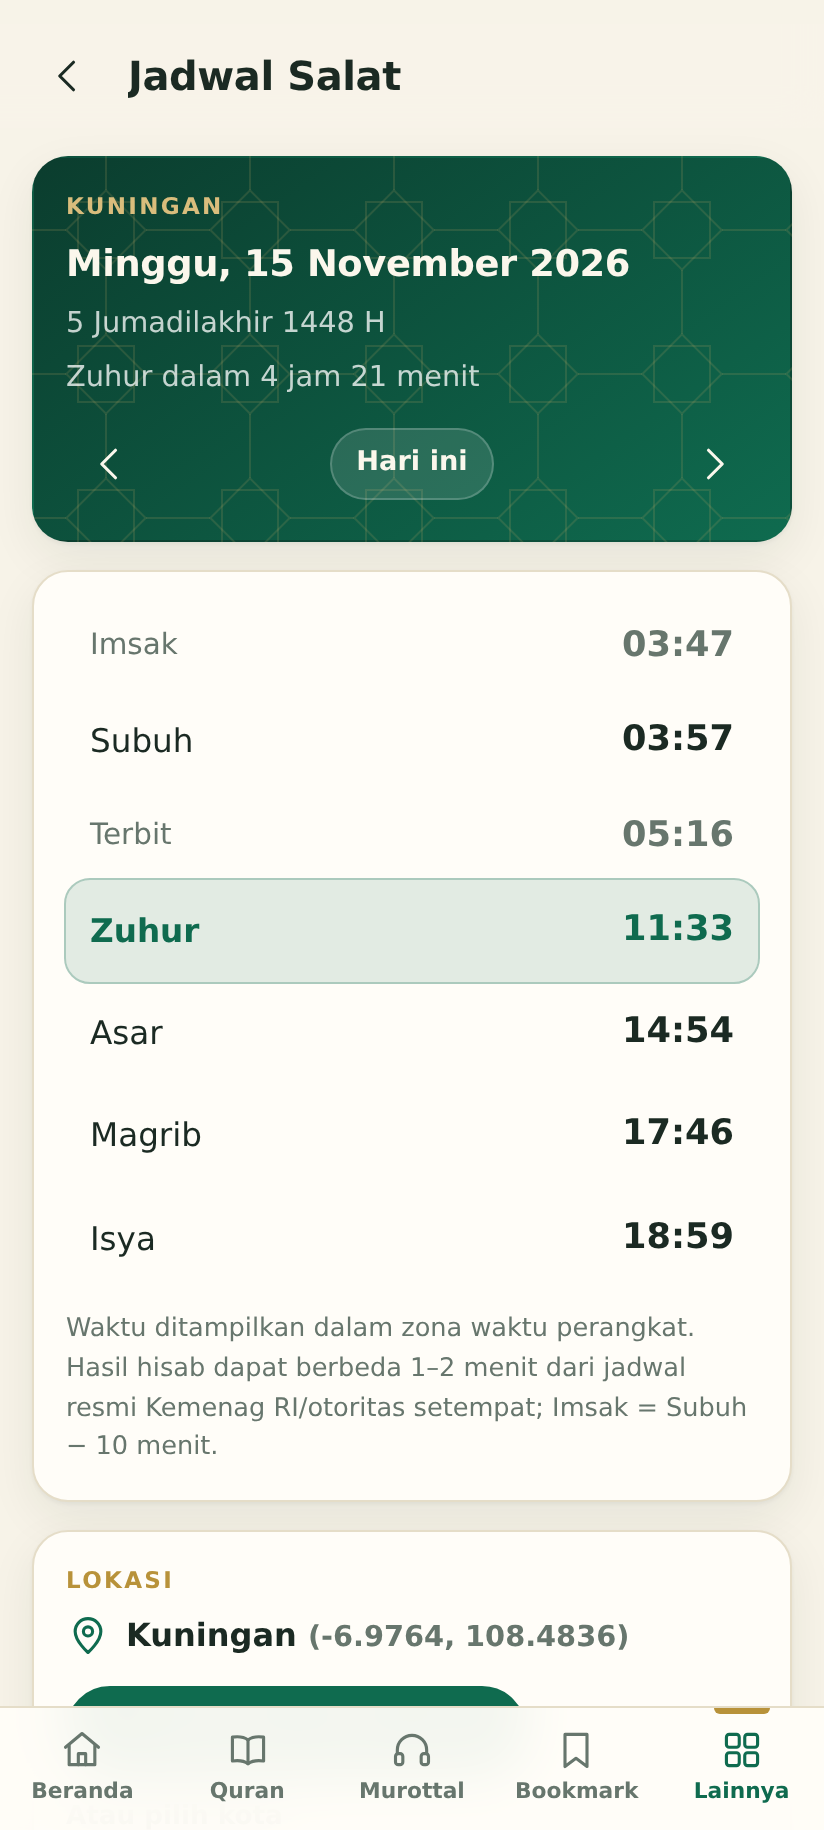 Jadwal Salat
KUNINGAN
Minggu, 15 November 2026
5 Jumadilakhir 1448 H
Zuhur dalam 4 jam 21 menit
Hari ini
Imsak 03:47
Subuh 03:57
Terbit 05:16
Zuhur 11:33
Asar 14:54
Magrib 17:46
Isya 18:59
Waktu ditampilkan dalam zona waktu perangkat.
Hasil hisab dapat berbeda 1–2 menit dari jadwal
resmi Kemenag RI/otoritas setempat; Imsak = Subuh
− 10 menit.
LOKASI
Kuningan (-6.9764, 108.4836)
Beranda Quran Murottal Bookmark Lainnya
Atau pilih kota